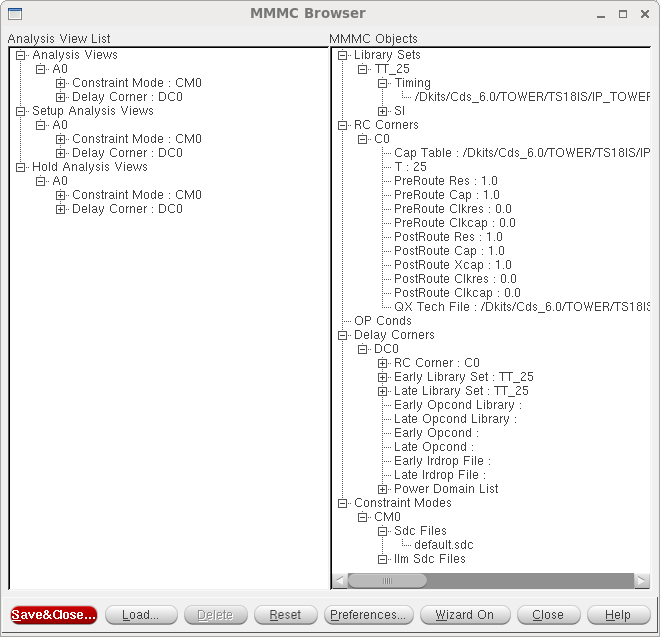 MMMC Browser
Analysis View List
Analysis Views
A0
Constraint Mode : CM0
Delay Corner : DC0
Setup Analysis Views
A0
Constraint Mode : CM0
Delay Corner : DC0
Hold Analysis Views
A0
Constraint Mode : CM0
Delay Corner : DC0
MMMC Objects
Library Sets
TT_25
Timing
/Dkits/Cds_6.0/TOWER/TS18IS/IP_TOWER
SI
RC Corners
C0
Cap Table : /Dkits/Cds_6.0/TOWER/TS18IS/IP
T : 25
PreRoute Res : 1.0
PreRoute Cap : 1.0
PreRoute Clkres : 0.0
PreRoute Clkcap : 0.0
PostRoute Res : 1.0
PostRoute Cap : 1.0
PostRoute Xcap : 1.0
PostRoute Clkres : 0.0
PostRoute Clkcap : 0.0
QX Tech File : /Dkits/Cds_6.0/TOWER/TS18IS
OP Conds
Delay Corners
DC0
RC Corner : C0
Early Library Set : TT_25
Late Library Set : TT_25
Early Opcond Library :
Late Opcond Library :
Early Opcond :
Late Opcond :
Early Irdrop File :
Late Irdrop File :
Power Domain List
Constraint Modes
CM0
Sdc Files
default.sdc
Ilm Sdc Files
Save&Close... Load... Delete Reset Preferences... Wizard On Close Help